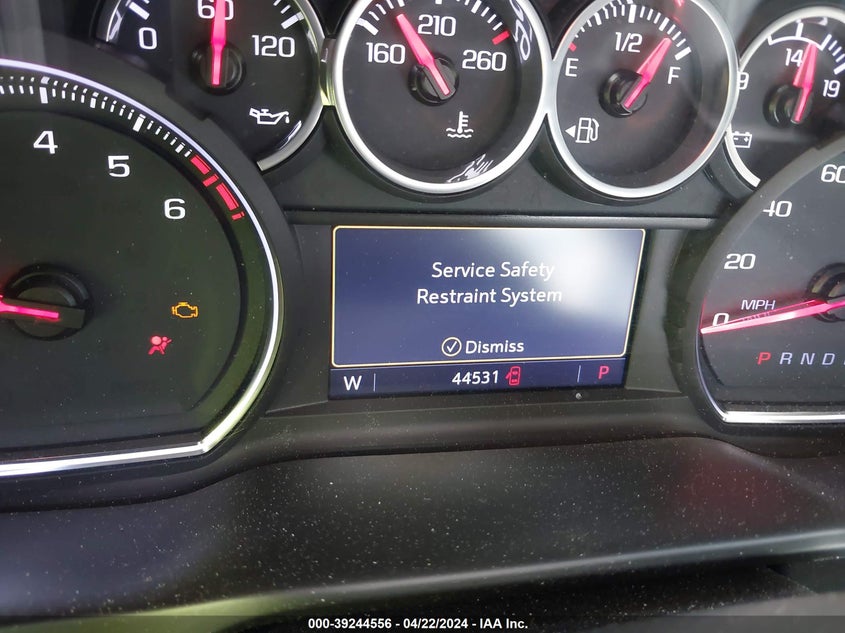 0 60 120
160 210 260
E 1/2 F
9 14 19
4 5 6
0 20 40 60
MPH
P R N D
Service Safety
Restraint System
Dismiss
W 44531 P
000-39244556 - 04/22/2024 - IAA Inc.